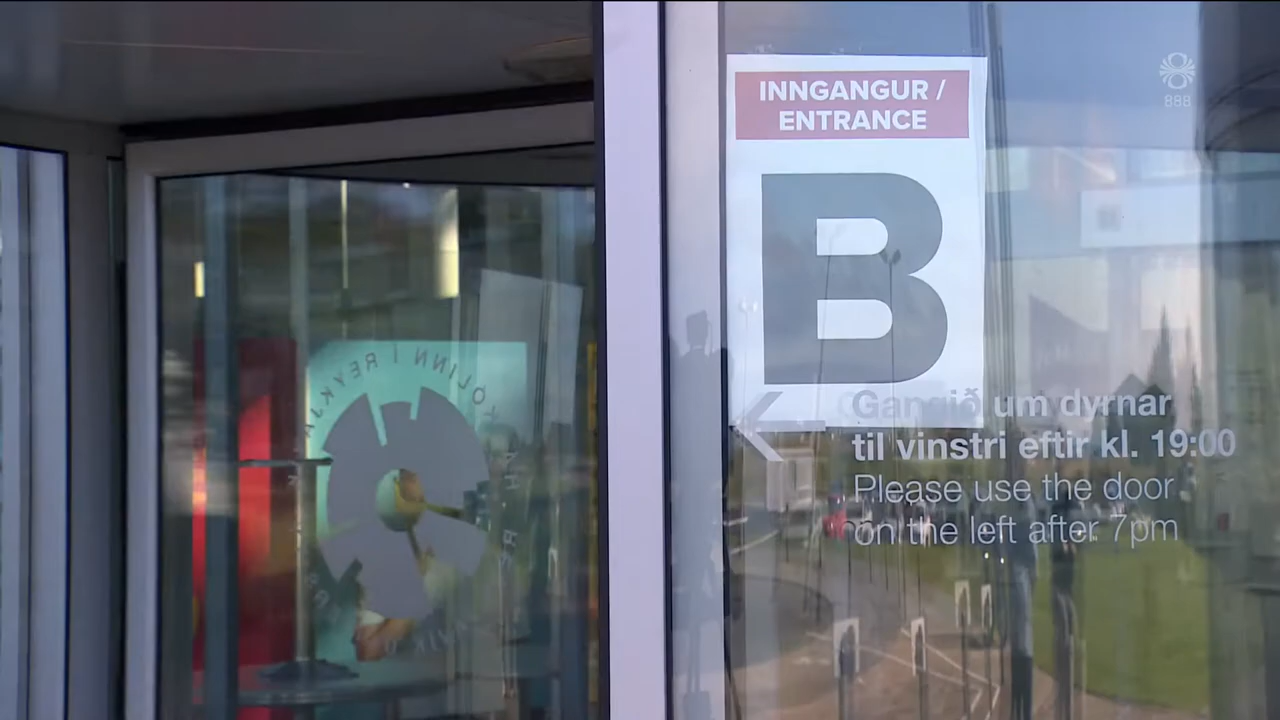 INNGANGUR /
ENTRANCE
B
Gangið um dyrnar
til vinstri eftir kl. 19:00
Please use the door
on the left after 7pm
888